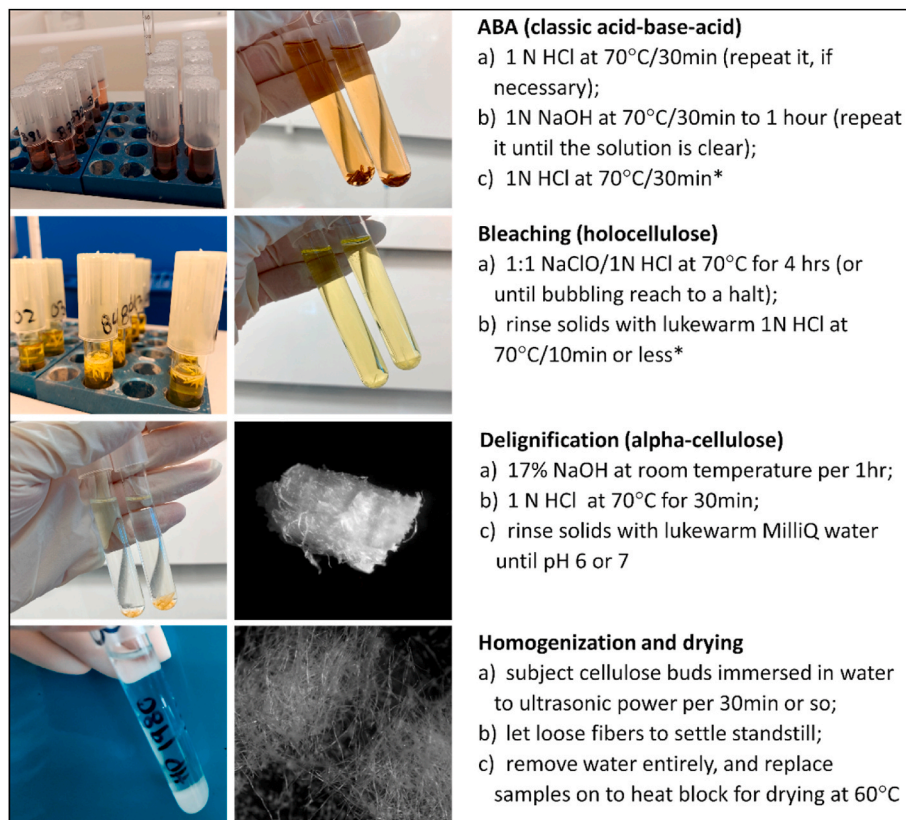 ABA (classic acid-base-acid)
a) 1 N HCl at 70°C/30min (repeat it, if
necessary);
b) 1N NaOH at 70°C/30min to 1 hour (repeat
it until the solution is clear);
c) 1N HCl at 70°C/30min*
Bleaching (holocellulose)
a) 1:1 NaClO/1N HCl at 70°C for 4 hrs (or
until bubbling reach to a halt);
b) rinse solids with lukewarm 1N HCl at
70°C/10min or less*
Delignification (alpha-cellulose)
a) 17% NaOH at room temperature per 1hr;
b) 1 N HCl  at 70°C for 30min;
c) rinse solids with lukewarm MilliQ water
until pH 6 or 7
Homogenization and drying
a) subject cellulose buds immersed in water
to ultrasonic power per 30min or so;
b) let loose fibers to settle standstill;
c) remove water entirely, and replace
samples on to heat block for drying at 60°C